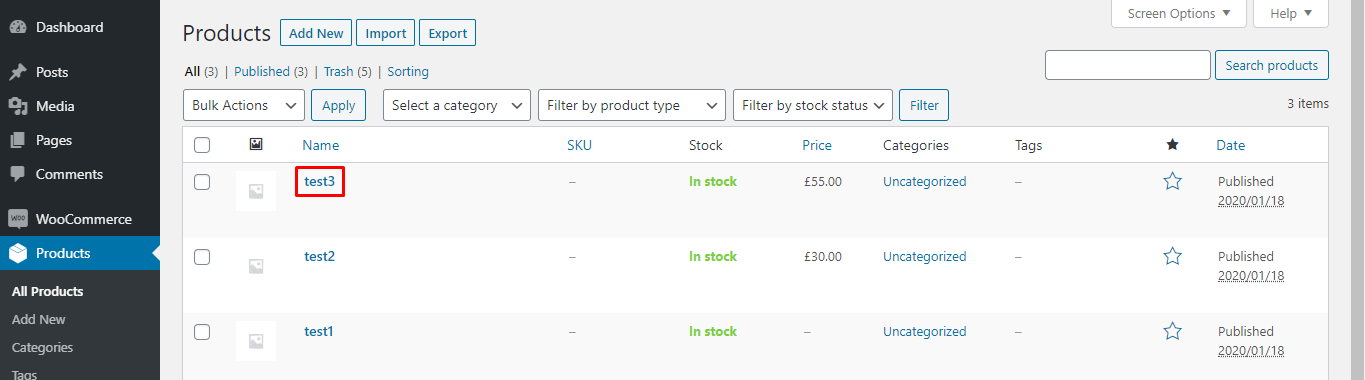 Dashboard
Posts
Media
Pages
Comments
WOO WooCommerce
Products
All Products
Add New
Categories
Tags
Screen Options ▼ Help ▼
Products Add New Import Export
All (3) | Published (3) | Trash (5) | Sorting
Search products
Bulk Actions Apply Select a category Filter by product type Filter by stock status Filter
3 items
Name SKU Stock Price Categories Tags ★ Date
test3 – In stock £55.00 Uncategorized – Published
2020/01/18
test2 – In stock £30.00 Uncategorized – Published
2020/01/18
test1 – In stock – Uncategorized – Published
2020/01/18